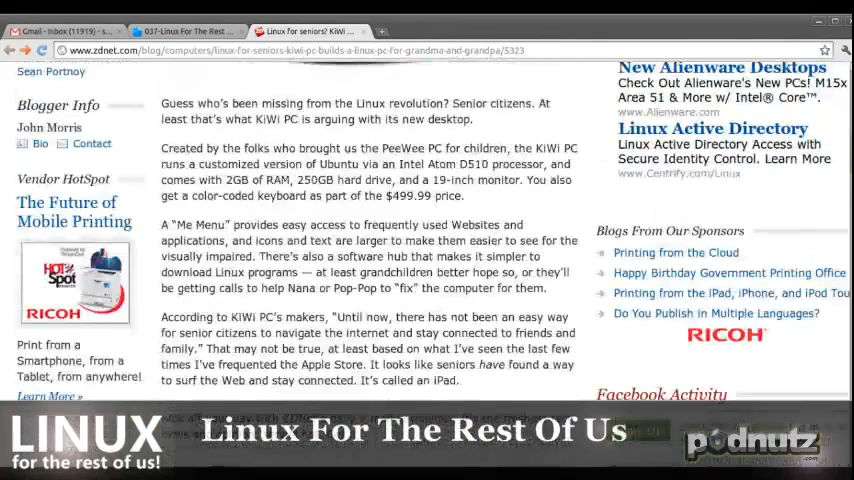 Gmail - Inbox (11919) - s...
037-Linux For The Rest ...
Linux for seniors? KiWi ...
www.zdnet.com/blog/computers/linux-for-seniors-kiwi-pc-builds-a-linux-pc-for-grandma-and-grandpa/5323
Sean Portnoy
Blogger Info
John Morris
Bio
Contact
Vendor HotSpot
The Future of
Mobile Printing
HOT
Spot
RICOH
Print from a
Smartphone, from a
Tablet, from anywhere!
Learn More »
Guess who's been missing from the Linux revolution? Senior citizens. At
least that's what KiWi PC is arguing with its new desktop.
Created by the folks who brought us the PeeWee PC for children, the KiWi PC
runs a customized version of Ubuntu via an Intel Atom D510 processor, and
comes with 2GB of RAM, 250GB hard drive, and a 19-inch monitor. You also
get a color-coded keyboard as part of the $499.99 price.
A "Me Menu" provides easy access to frequently used Websites and
applications, and icons and text are larger to make them easier to see for the
visually impaired. There's also a software hub that makes it simpler to
download Linux programs — at least grandchildren better hope so, or they'll
be getting calls to help Nana or Pop-Pop to "fix" the computer for them.
According to KiWi PC's makers, "Until now, there has not been an easy way
for senior citizens to navigate the internet and stay connected to friends and
family." That may not be true, at least based on what I've seen the last few
times I've frequented the Apple Store. It looks like seniors have found a way
to surf the Web and stay connected. It's called an iPad.
New Alienware Desktops
Check Out Alienware's New PCs! M15x
Area 51 & More w/ Intel® Core™.
www.Alienware.com
Linux Active Directory
Linux Active Directory Access with
Secure Identity Control. Learn More
www.Centrify.com/Linux
Blogs From Our Sponsors
Printing from the Cloud
Happy Birthday Government Printing Office
Printing from the iPad, iPhone, and iPod Tou
Do You Publish in Multiple Languages?
RICOH
Facebook Activity
LINUX
for the rest of us!
Linux For The Rest Of Us
podnutz
.com